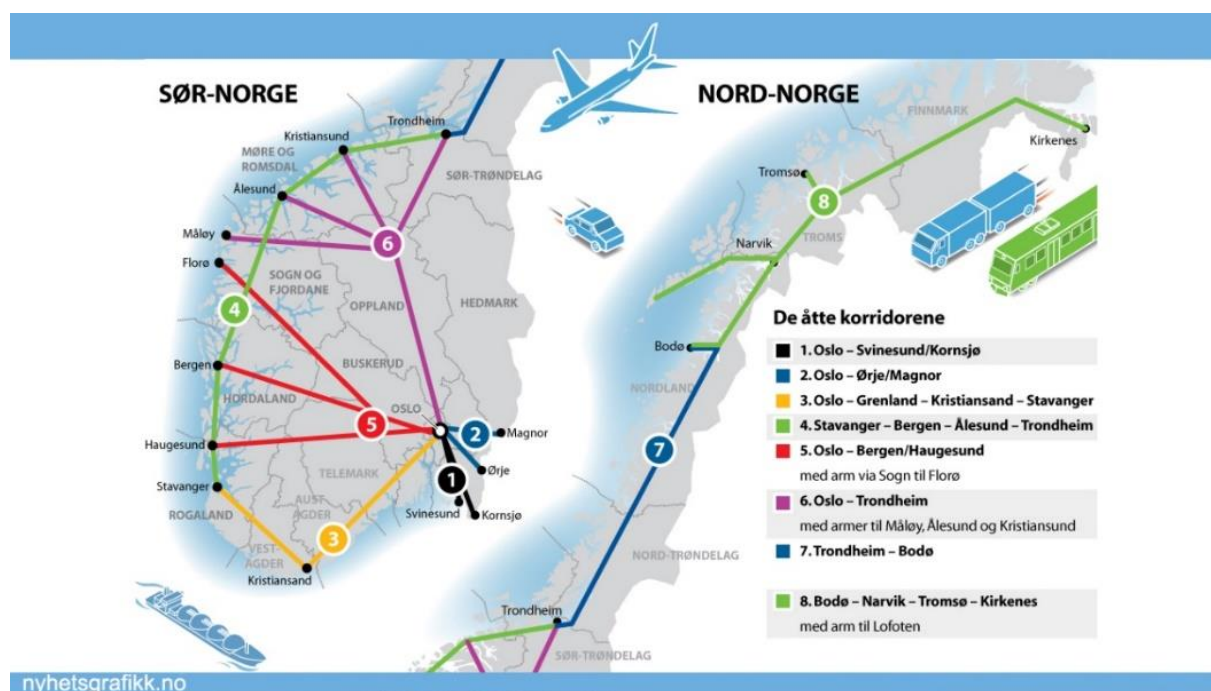 SØR-NORGE
Trondheim
Kristiansund
MØRE OG
ROMSDAL
SØR-TRØNDELAG
Ålesund
6
Måløy
Florø
SOGN OG
FJORDANE
OPPLAND
HEDMARK
4
Bergen
BUSKERUD
HORDALAND
OSLO
5
2
Magnor
Haugesund
TELEMARK
1
Ørje
Stavanger
AUST
AGDER
Svinesund
Kornsjø
ROGALAND
3
VEST-
AGDER
Kristiansand
NORD-NORGE
FINNMARK
Kirkenes
Tromsø
8
TROMS
Narvik
Bodø
NORDLAND
7
NORD-TRØNDELAG
Trondheim
SØR-TRØNDELAG
De åtte korridorene
1. Oslo – Svinesund/Kornsjø
2. Oslo – Ørje/Magnor
3. Oslo – Grenland – Kristiansand – Stavanger
4. Stavanger – Bergen – Ålesund – Trondheim
5. Oslo – Bergen/Haugesund
med arm via Sogn til Florø
6. Oslo – Trondheim
med armer til Måløy, Ålesund og Kristiansund
7. Trondheim – Bodø
8. Bodø – Narvik – Tromsø – Kirkenes
med arm til Lofoten
nyhetsgrafikk.no